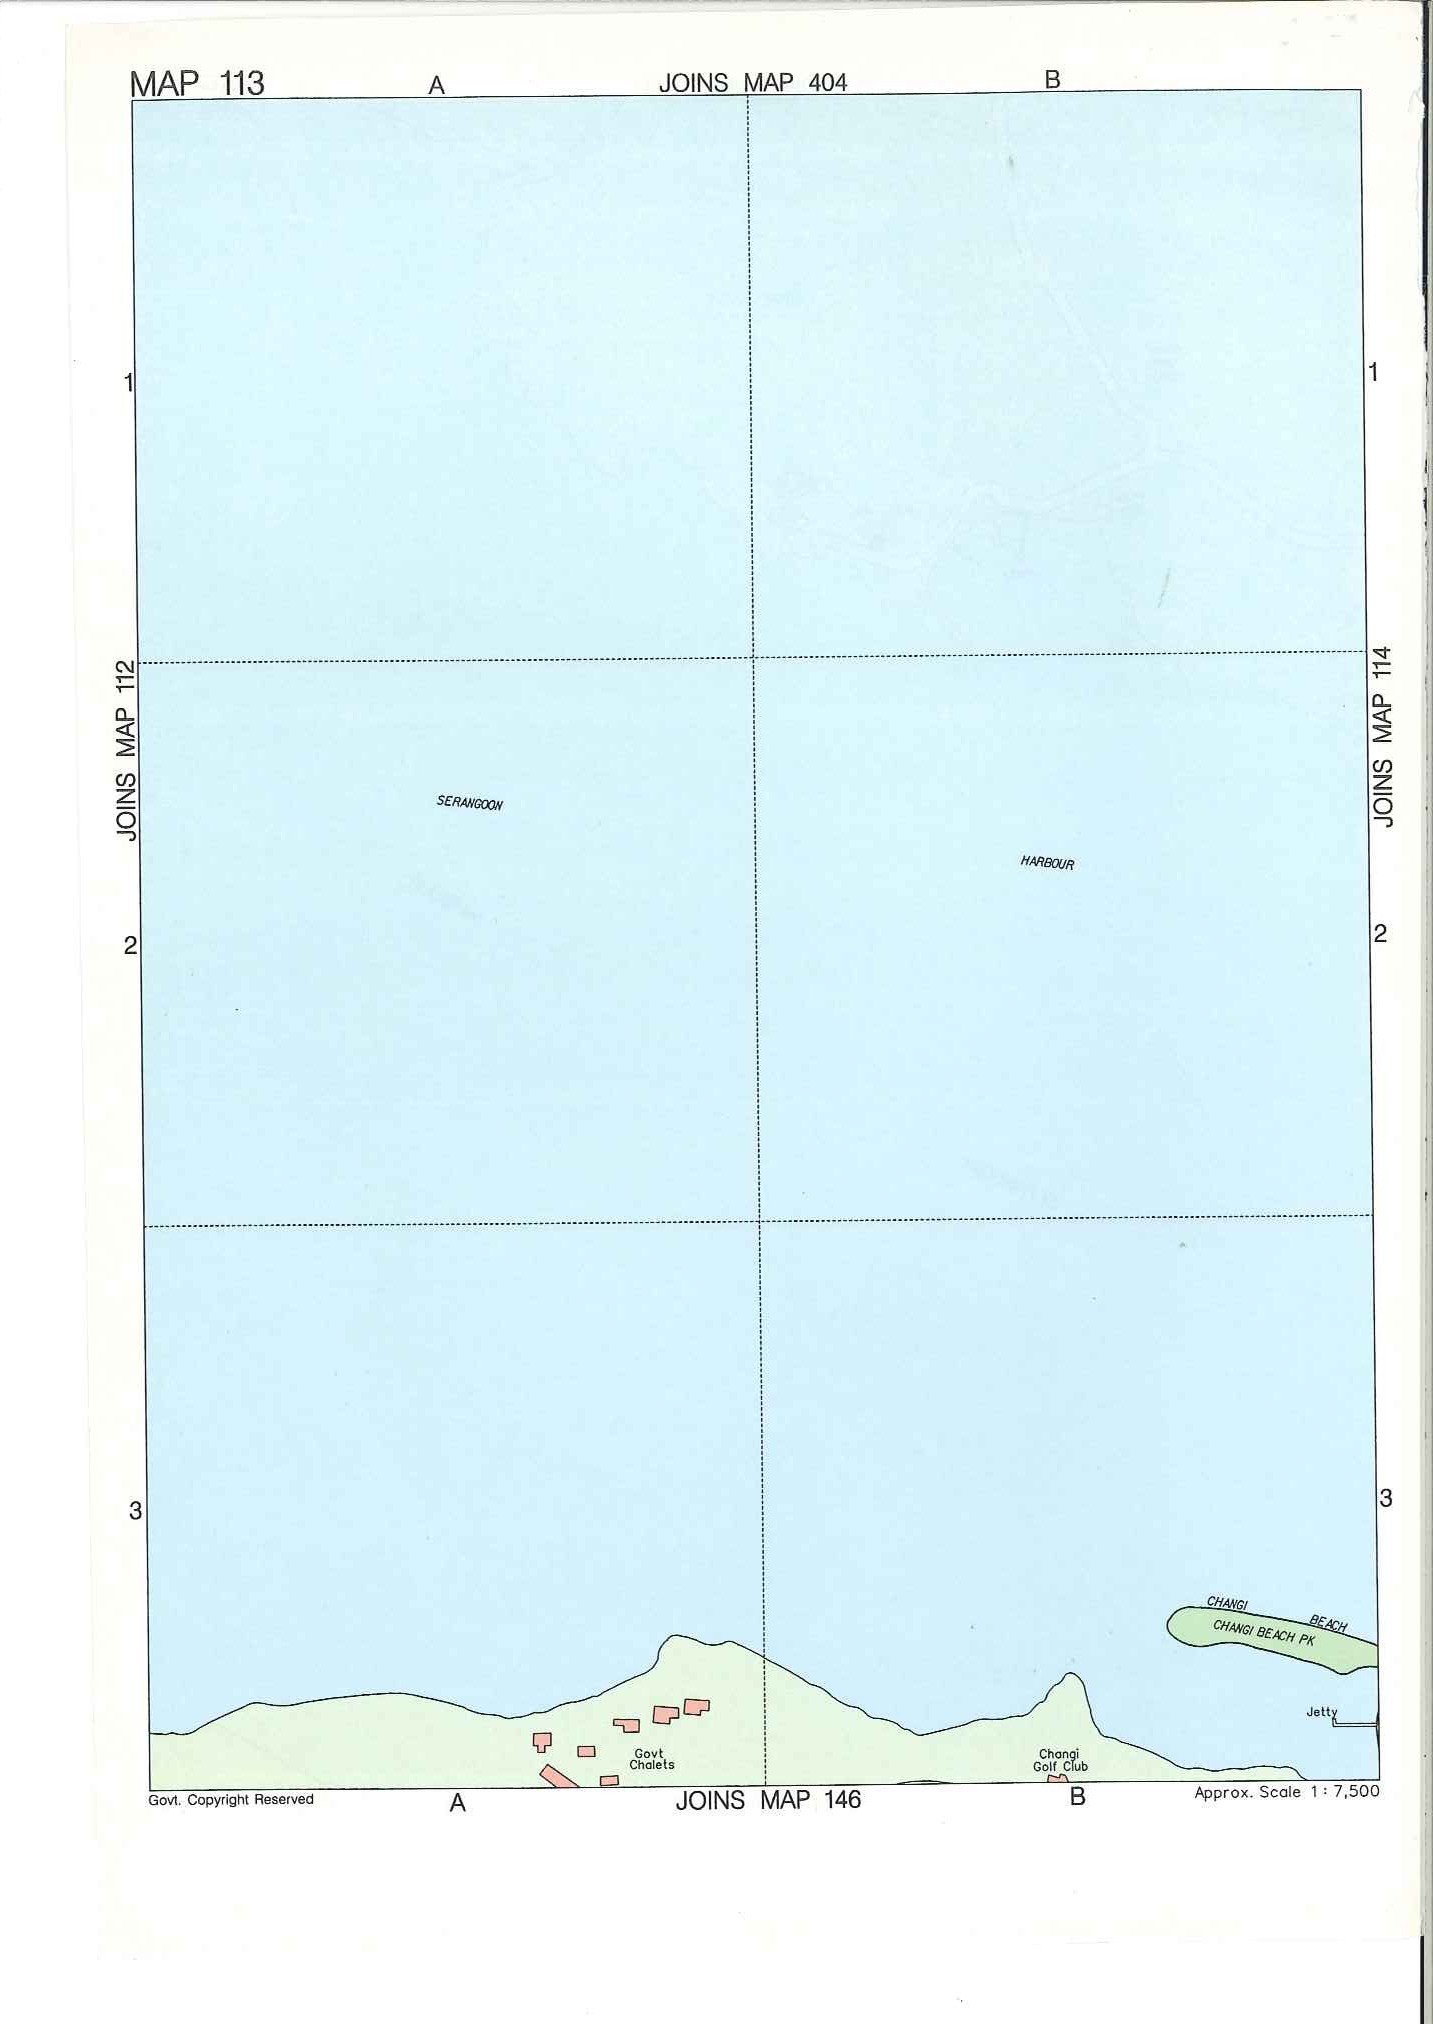 MAP 113
A
JOINS MAP 404
B
1
1
JOINS MAP 112
JOINS MAP 114
SERANGOON
HARBOUR
2
2
3
3
CHANGI
BEACH
CHANGI BEACH PK
Jetty
Govt
Chalets
Changi
Golf Club
Govt. Copyright Reserved
A
JOINS MAP 146
B
Approx. Scale 1 : 7,500